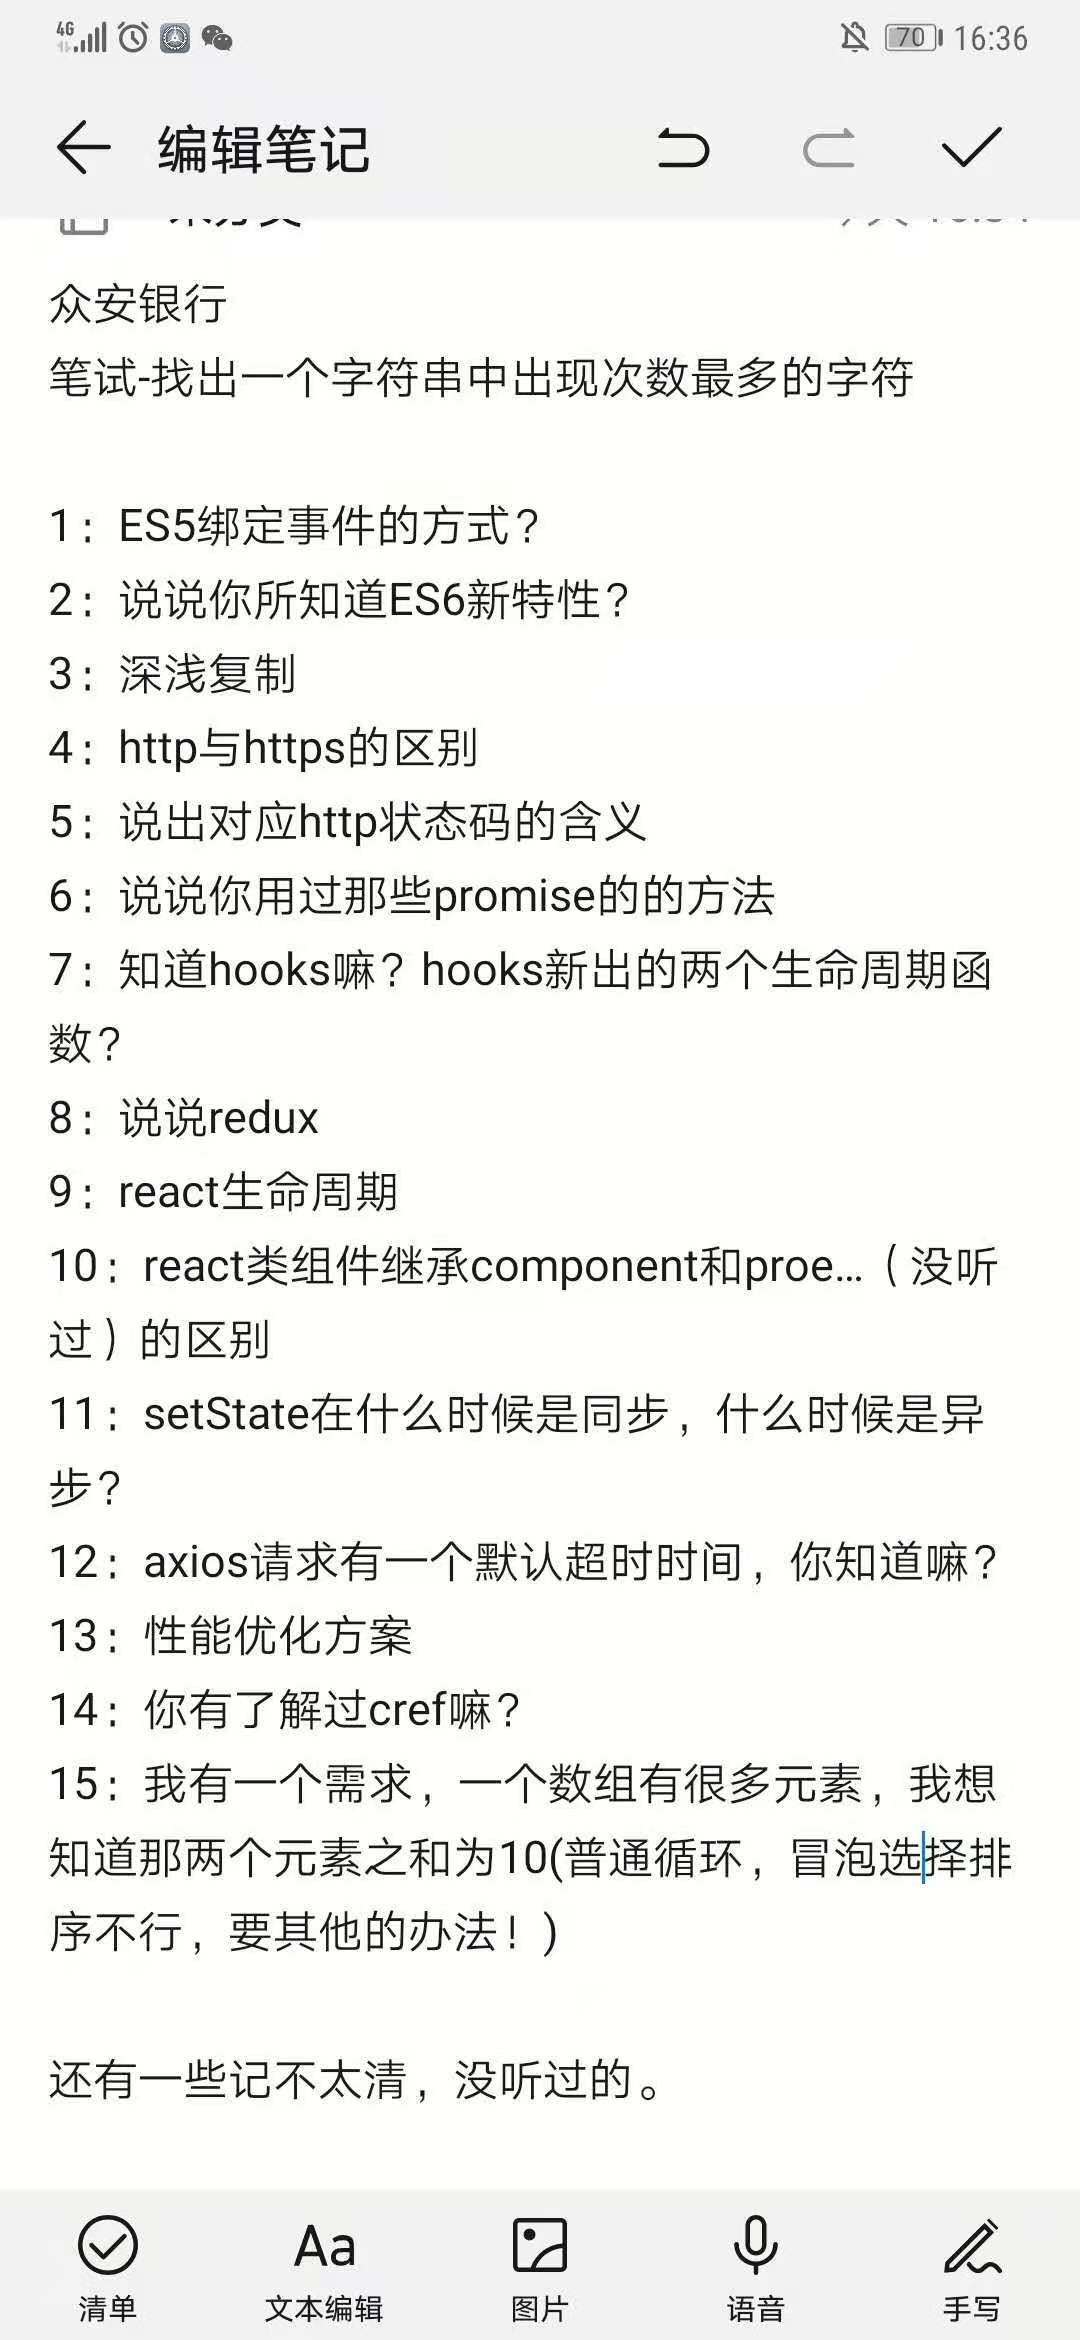 4G 70 16:36
编辑笔记
众安银行
笔试-找出一个字符串中出现次数最多的字符
1：ES5绑定事件的方式？
2：说说你所知道ES6新特性？
3：深浅复制
4：http与https的区别
5：说出对应http状态码的含义
6：说说你用过那些promise的的方法
7：知道hooks嘛？hooks新出的两个生命周期函
数？
8：说说redux
9：react生命周期
10：react类组件继承component和proe...（没听
过）的区别
11：setState在什么时候是同步，什么时候是异
步？
12：axios请求有一个默认超时时间，你知道嘛？
13：性能优化方案
14：你有了解过cref嘛？
15：我有一个需求，一个数组有很多元素，我想
知道那两个元素之和为10(普通循环，冒泡选择排
序不行，要其他的办法！)
还有一些记不太清，没听过的。
Aa
清单 文本编辑 图片 语音 手写